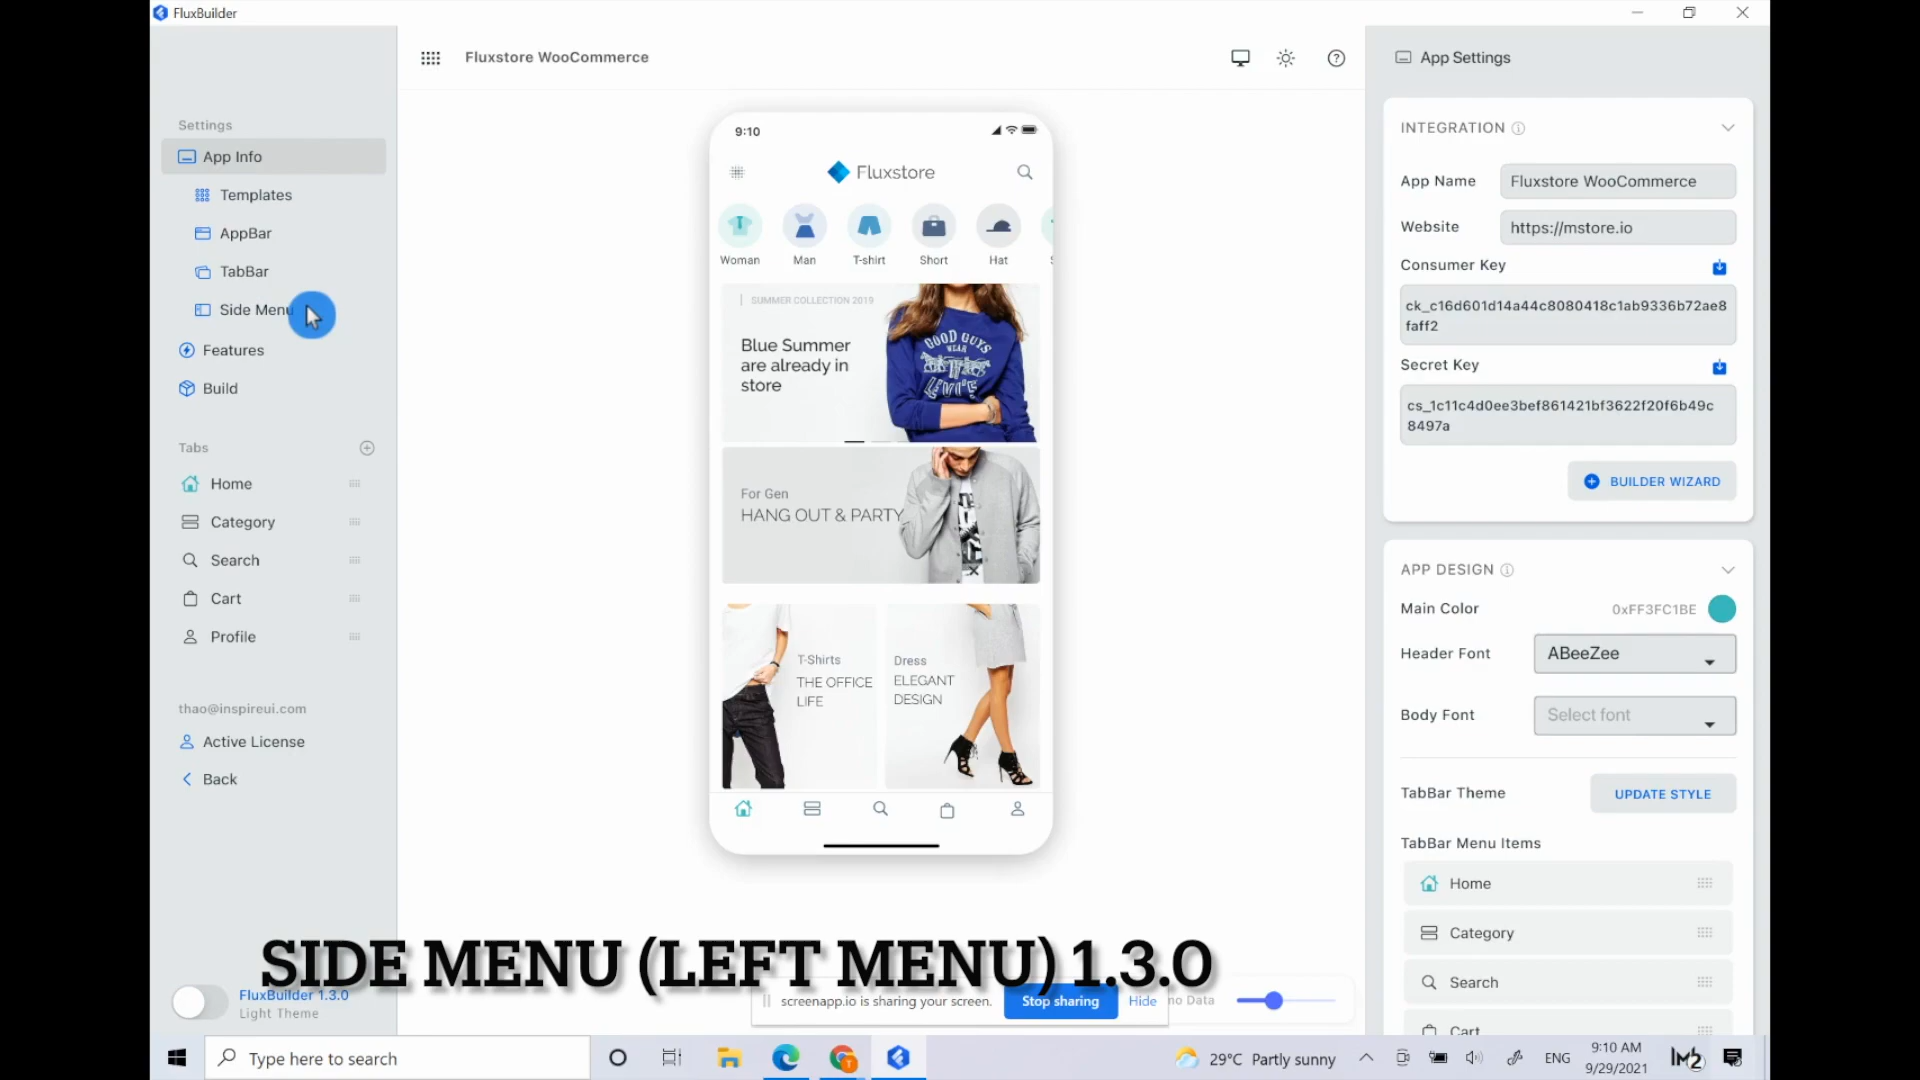 FluxBuilder
Settings
App Info
Templates
AppBar
TabBar
Side Menu
Features
Build
Tabs
Home
Category
Search
Cart
Profile
thao@inspireui.com
Active License
Back
FluxBuilder 1.3.0
Light Theme
Fluxstore WooCommerce
9:10
Fluxstore
Woman
Man
T-shirt
Short
Hat
SUMMER COLLECTION 2019
Blue Summer
are already in
store
GOOD GUYS
WEAR
LEVI'S
For Gen
HANG OUT & PARTY
T-Shirts
THE OFFICE
LIFE
Dress
ELEGANT
DESIGN
App Settings
INTEGRATION
App Name
Fluxstore WooCommerce
Website
https://mstore.io
Consumer Key
ck_c16d601d14a44c8080418c1ab9336b72ae8
faff2
Secret Key
cs_1c11c4d0ee3bef861421bf3622f20f6b49c
8497a
BUILDER WIZARD
APP DESIGN
Main Color
0xFF3FC1BE
Header Font
ABeeZee
Body Font
Select font
TabBar Theme
UPDATE STYLE
TabBar Menu Items
Home
Category
Search
Cart
SIDE MENU (LEFT MENU) 1.3.0
screenapp.io is sharing your screen.
Stop sharing
Hide
no Data
Type here to search
29°C Partly sunny
ENG
9:10 AM
9/29/2021